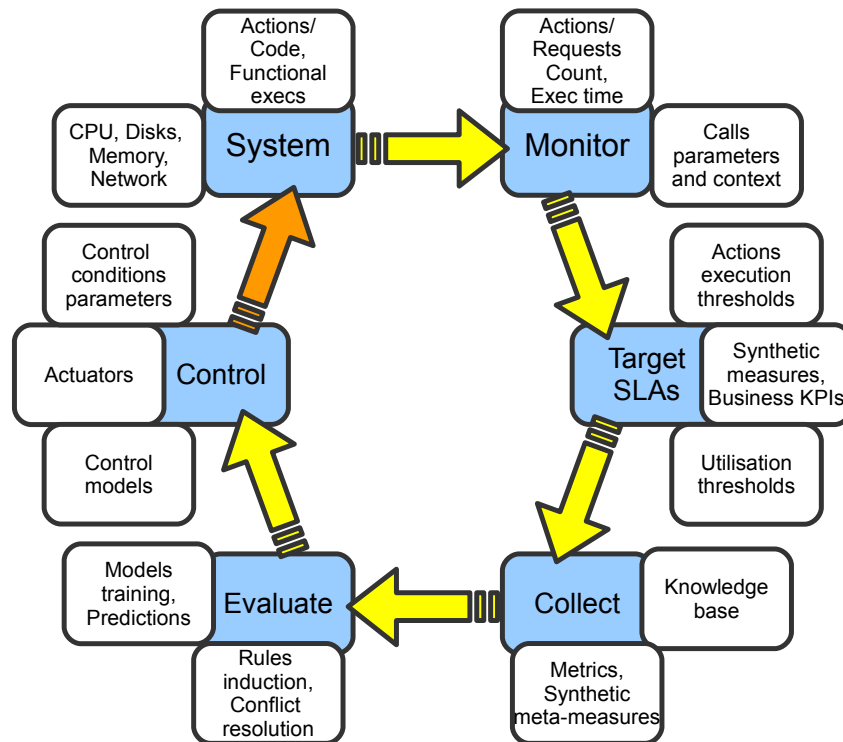 Actions/
Code,
Functional
execs
System
CPU, Disks,
Memory,
Network
Actions/
Requests
Count,
Exec time
Monitor
Calls
parameters
and context
Actions
execution
thresholds
Target
SLAs
Synthetic
measures,
Business KPIs
Utilisation
thresholds
Knowledge
base
Collect
Metrics,
Synthetic
meta-measures
Evaluate
Models
training,
Predictions
Rules
induction,
Conflict
resolution
Control
conditions
parameters
Actuators
Control
Control
models